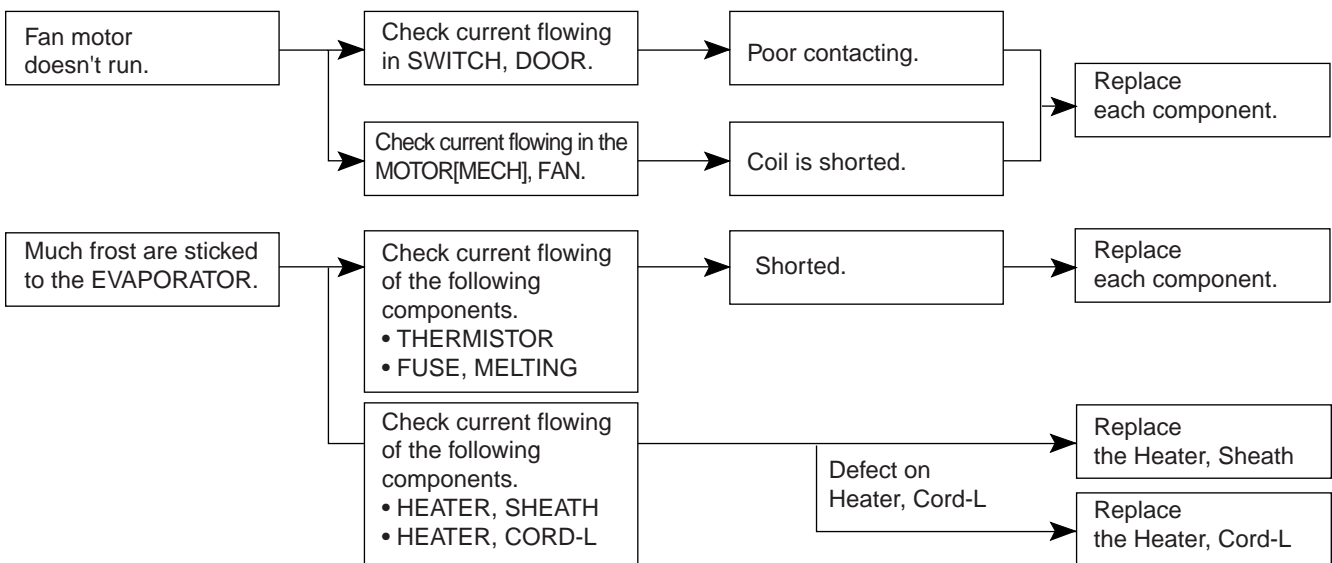 Fan motor
doesn't run.
Check current flowing
in SWITCH, DOOR.
Poor contacting.
Replace
each component.
Check current flowing in the
MOTOR[MECH], FAN.
Coil is shorted.
Much frost are sticked
to the EVAPORATOR.
Check current flowing
of the following
components.
• THERMISTOR
• FUSE, MELTING
Shorted.
Replace
each component.
Check current flowing
of the following
components.
• HEATER, SHEATH
• HEATER, CORD-L
Replace
the Heater, Sheath
Defect on
Heater, Cord-L
Replace
the Heater, Cord-L